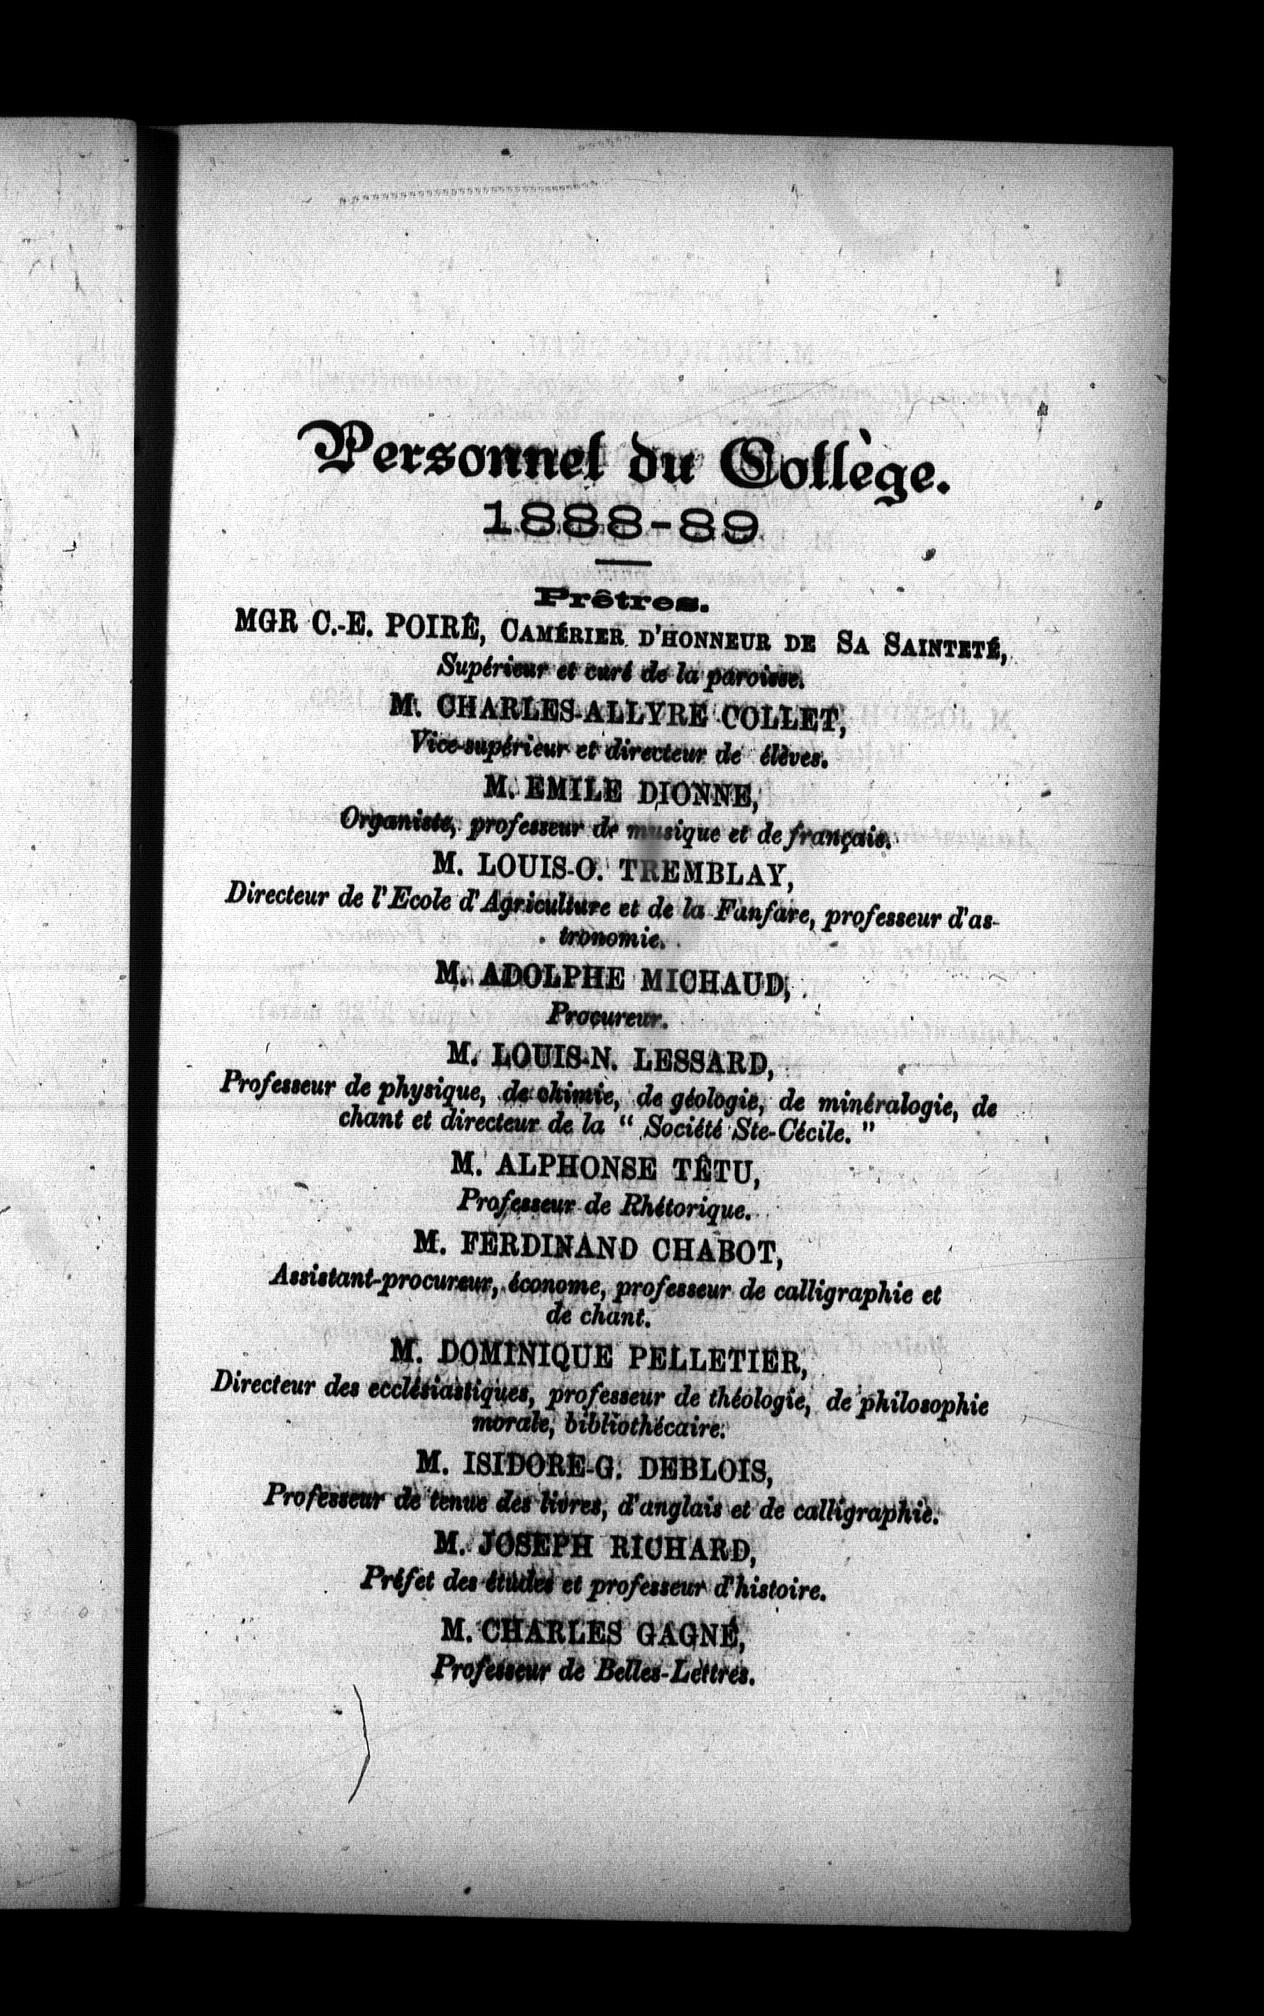 Personnel du Collège.
1888-89
Prêtres.
MGR C.-E. POIRÉ, CAMÉRIER D'HONNEUR DE SA SAINTETÉ,
Supérieur et curé de la paroisse.
M. CHARLES-ALLYRE COLLET,
Vice-supérieur et directeur de élèves.
M. EMILE DIONNE,
Organiste, professeur de musique et de français.
M. LOUIS-O. TREMBLAY,
Directeur de l'Ecole d'Agriculture et de la Fanfare, professeur d'as-
tronomie.
M. ADOLPHE MICHAUD,
Procureur.
M. LOUIS-N. LESSARD,
Professeur de physique, de chimie, de géologie, de minéralogie, de
chant et directeur de la " Société Ste-Cécile. "
M. ALPHONSE TÊTU,
Professeur de Rhétorique.
M. FERDINAND CHABOT,
Assistant-procureur, économe, professeur de calligraphie et
de chant.
M. DOMINIQUE PELLETIER,
Directeur des ecclésiastiques, professeur de théologie, de philosophie
morale, bibliothécaire.
M. ISIDORE-G. DEBLOIS,
Professeur de tenue des livres, d'anglais et de calligraphie.
M. JOSEPH RICHARD,
Préfet des études et professeur d'histoire.
M. CHARLES GAGNÉ,
Professeur de Belles-Lettres.